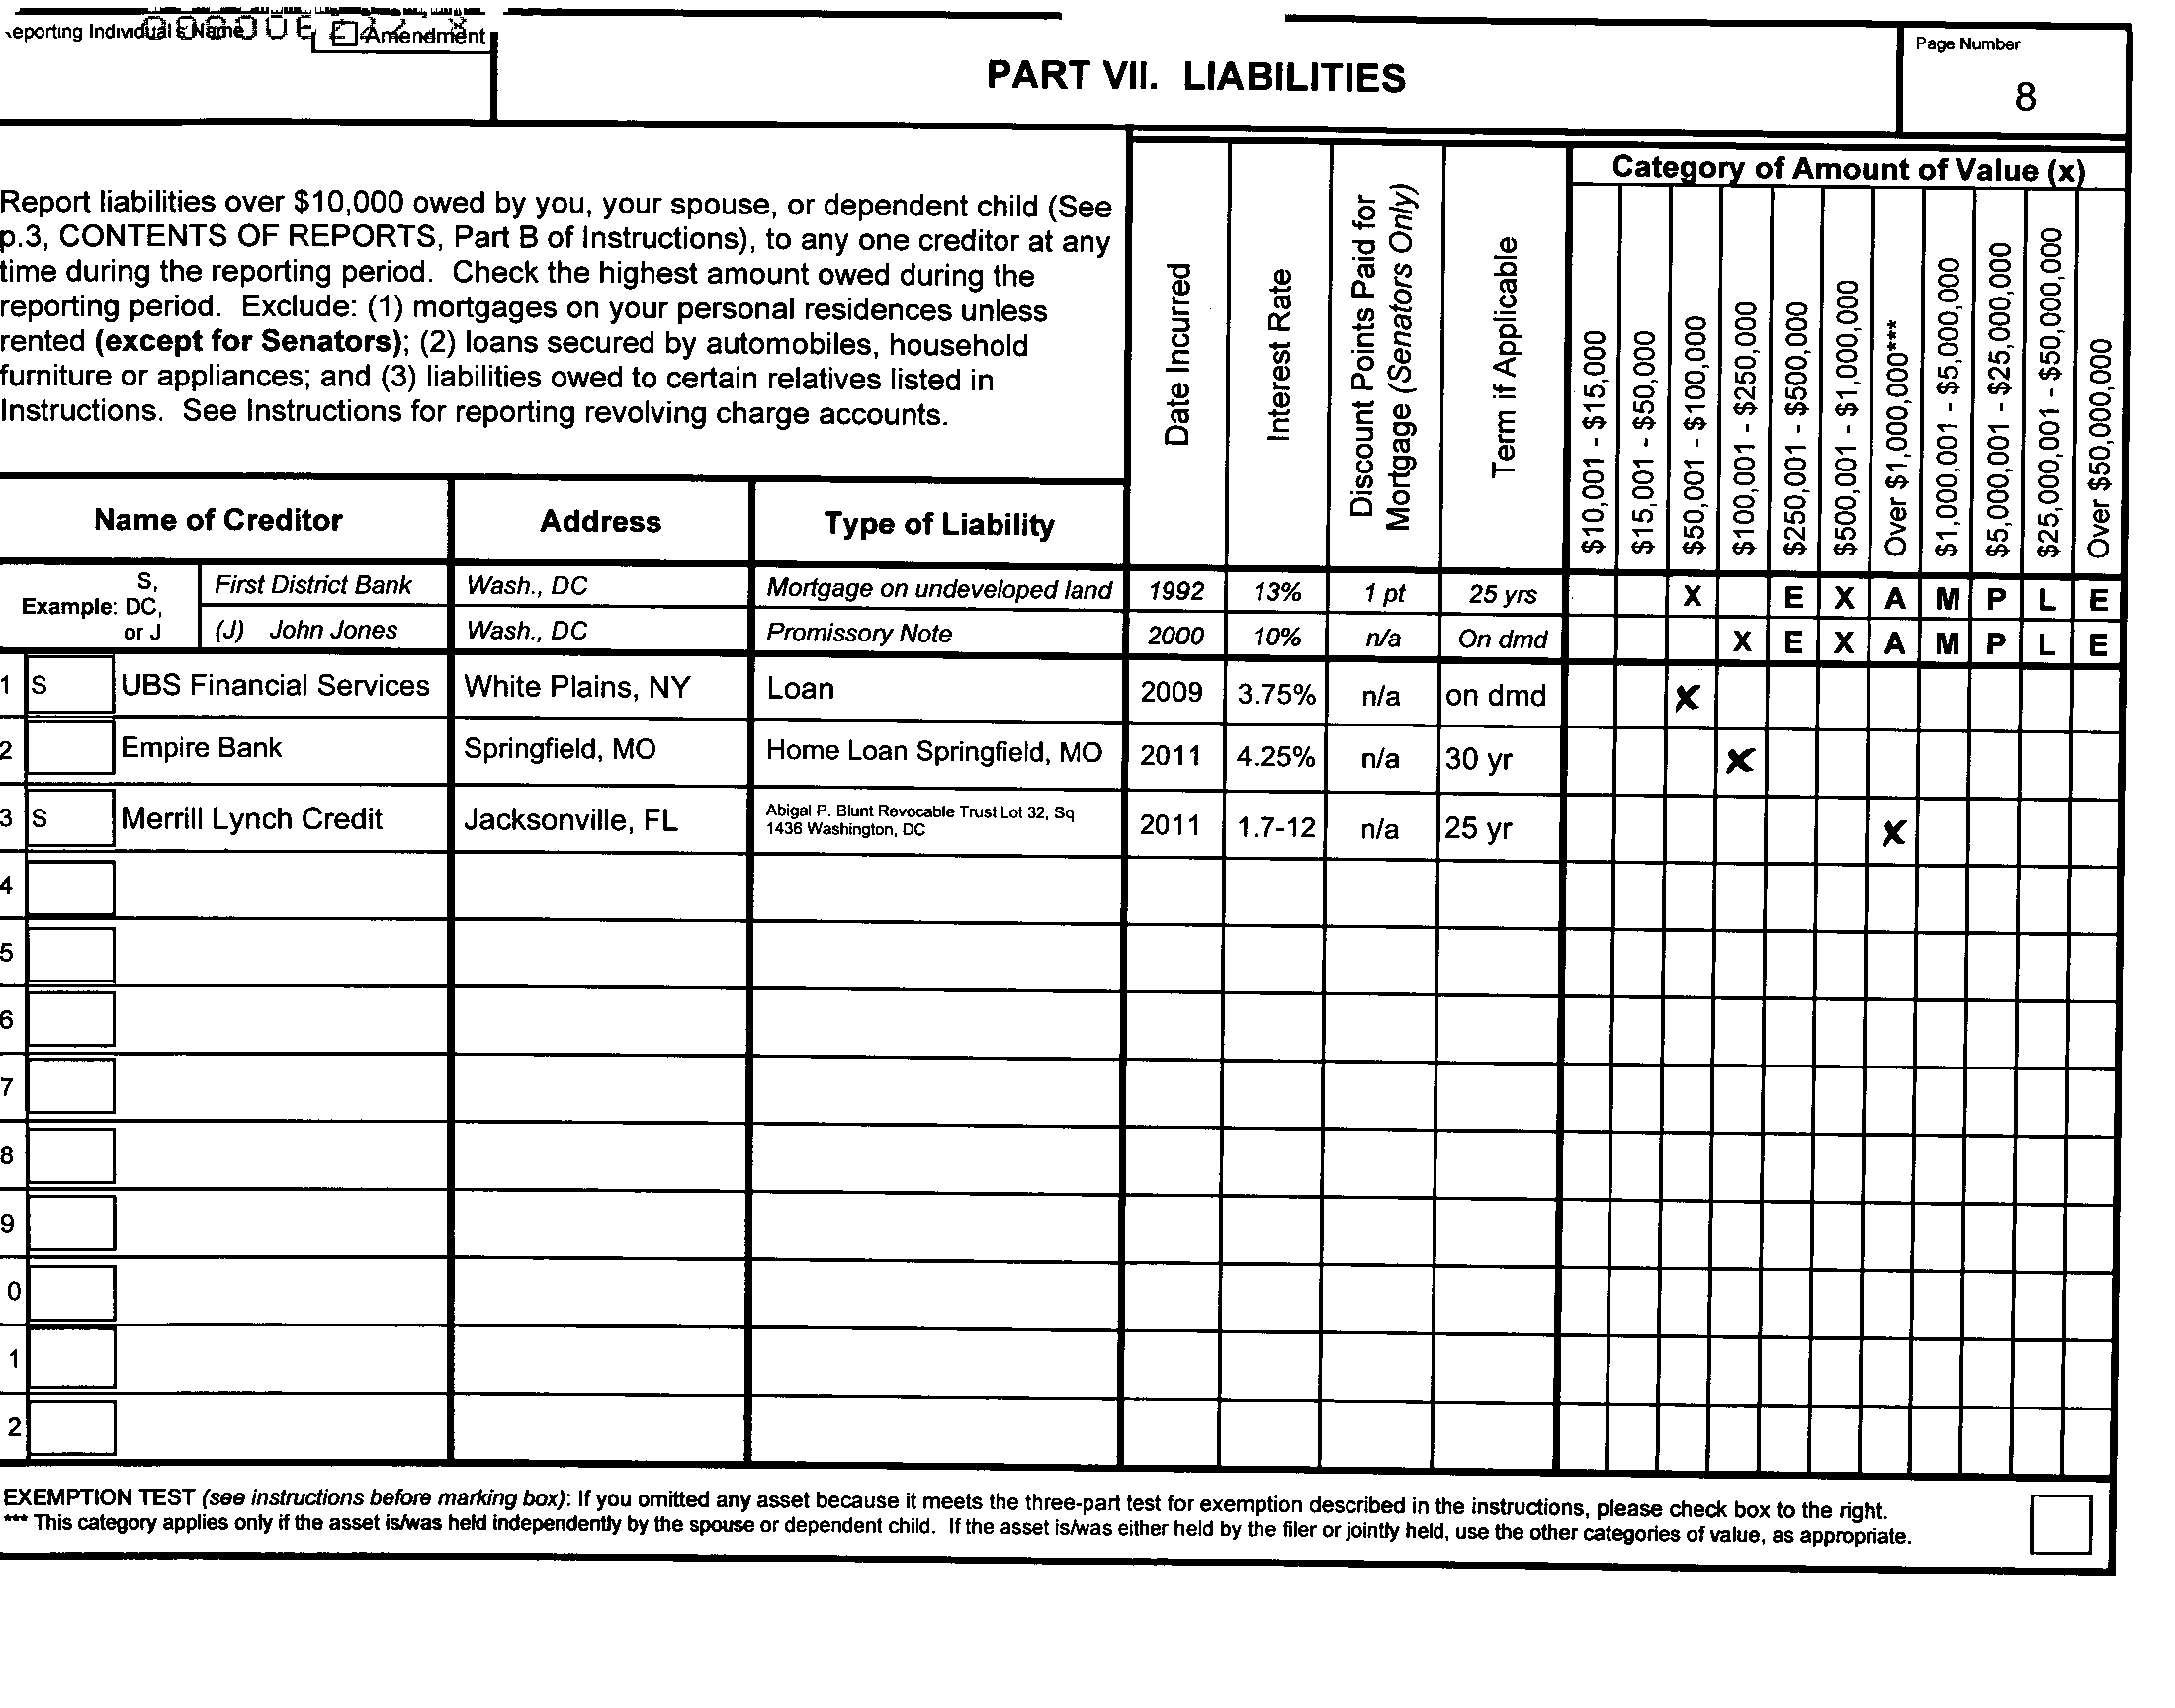 eporting Individual's Name
Amendment
PART VII. LIABILITIES
Page Number
8
Report liabilities over $10,000 owed by you, your spouse, or dependent child (See
p.3, CONTENTS OF REPORTS, Part B of Instructions), to any one creditor at any
time during the reporting period. Check the highest amount owed during the
reporting period. Exclude: (1) mortgages on your personal residences unless
rented (except for Senators); (2) loans secured by automobiles, household
furniture or appliances; and (3) liabilities owed to certain relatives listed in
Instructions. See Instructions for reporting revolving charge accounts.
Date Incurred
Interest Rate
Discount Points Paid for
Mortgage (Senators Only)
Term if Applicable
Category of Amount of Value (x)
$10,001 - $15,000
$15,001 - $50,000
$50,001 - $100,000
$100,001 - $250,000
$250,001 - $500,000
$500,001 - $1,000,000
Over $1,000,000***
$1,000,001 - $5,000,000
$5,000,001 - $25,000,000
$25,000,001 - $50,000,000
Over $50,000,000
Name of Creditor Address Type of Liability
Example: S, DC, or J
First District Bank Wash., DC Mortgage on undeveloped land 1992 13% 1 pt 25 yrs X E X A M P L E
(J) John Jones Wash., DC Promissory Note 2000 10% n/a On dmd X E X A M P L E
1 S UBS Financial Services White Plains, NY Loan 2009 3.75% n/a on dmd x
2 Empire Bank Springfield, MO Home Loan Springfield, MO 2011 4.25% n/a 30 yr x
3 S Merrill Lynch Credit Jacksonville, FL Abigal P. Blunt Revocable Trust Lot 32, Sq
1436 Washington, DC 2011 1.7-12 n/a 25 yr x
4
5
6
7
8
9
0
1
2
EXEMPTION TEST (see instructions before marking box): If you omitted any asset because it meets the three-part test for exemption described in the instructions, please check box to the right.
*** This category applies only if the asset is/was held independently by the spouse or dependent child. If the asset is/was either held by the filer or jointly held, use the other categories of value, as appropriate.